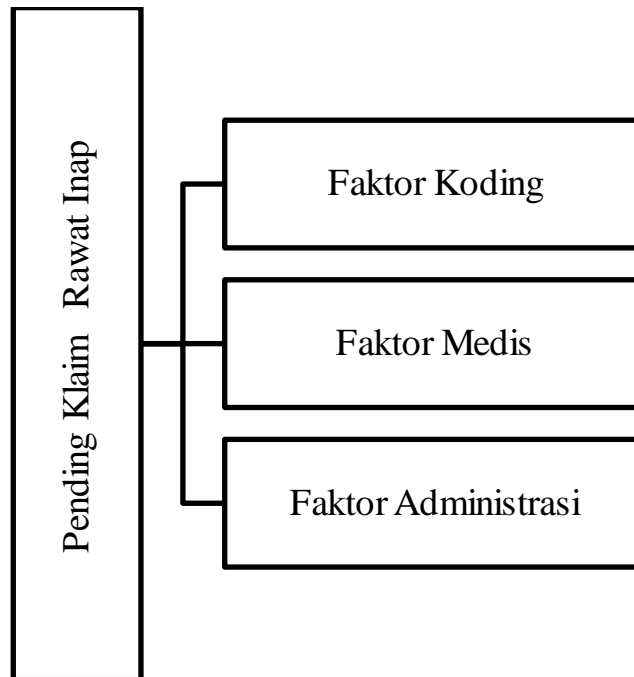 Pending Klaim Rawat Inap
Faktor Koding
Faktor Medis
Faktor Administrasi